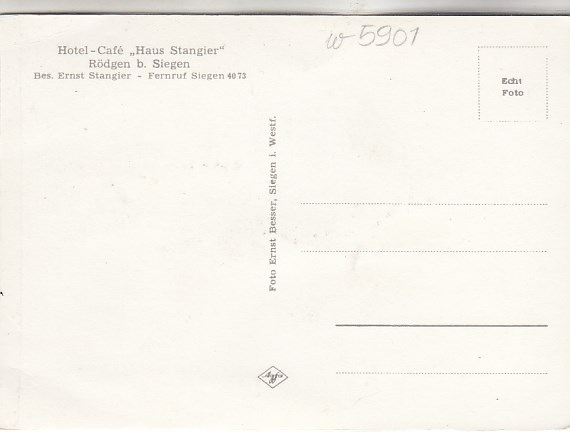 Hotel-Café „Haus Stangier“
Rödgen b. Siegen
Bes. Ernst Stangier - Fernruf Siegen 4073
w-5901
Echt
Foto
Foto Ernst Besser, Siegen i. Westf.
Agfa